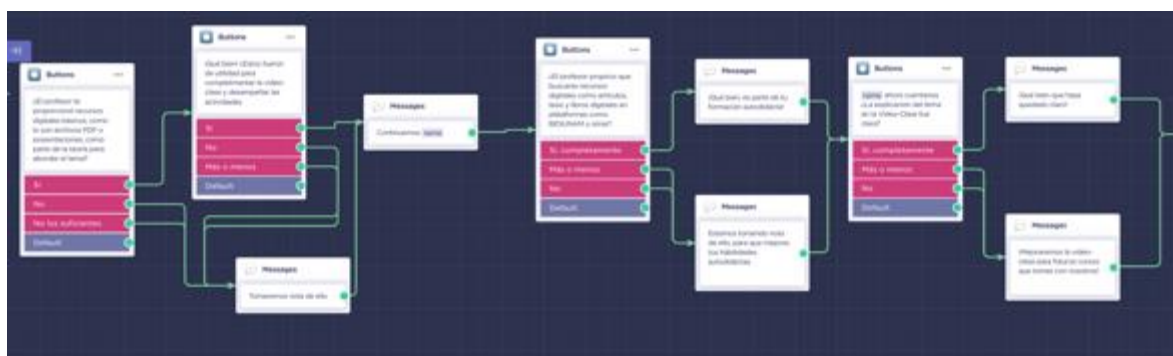 Buttons
¿El profesor te
proporcionó recursos
digitales básicos, como
lo son archivos PDF o
presentaciones, como
parte de la teoría para
abordar el tema?
Si
No
No los suficientes
Default
Buttons
¡Qué bien!
de utilidad para
complementar la video
clase y desempeñar las
actividades
Si
No
Más o menos
Default
Messages
Tomaremos nota de ello
Messages
Continuemos
Buttons
¿El profesor propició que
buscaras recursos
digitales como artículos,
tesis y libros digitales en
plataformas como
BIDIUNAM y otras?
Si, completamente
Más o menos
No
Default
Messages
¡Qué bien, es parte de tu
formación autodidacta!
Messages
Estamos tomando nota
de ello, para que mejores
tus habilidades
autodidactas
Buttons
ahora cuéntanos
¿La explicación del tema
en la Video-Clase fue
clara?
Si, completamente
Más o menos
No
Default
Messages
¡Qué bien que haya
quedado claro!
Messages
¡Mejoraremos la video-
clase para futuros cursos
que tomes con nosotros!